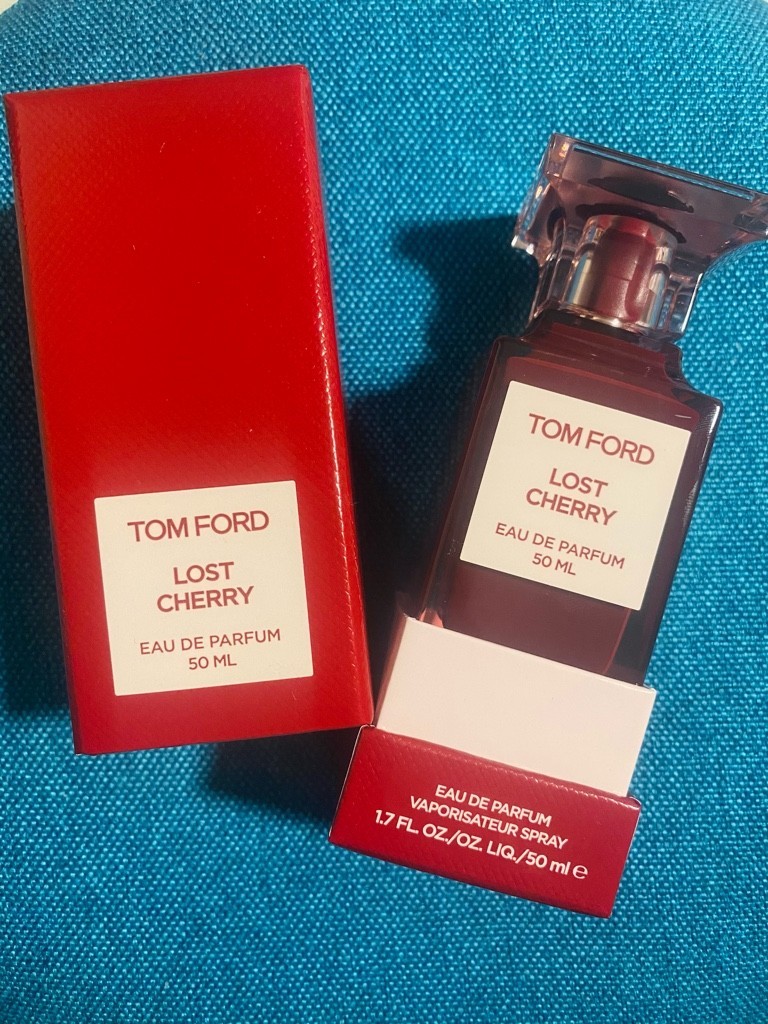 TOM FORD
LOST
CHERRY
EAU DE PARFUM
50 ML
TOM FORD
LOST
CHERRY
EAU DE PARFUM
50 ML
EAU DE PARFUM
VAPORISATEUR SPRAY
1.7 FL. OZ./OZ. LIQ./50 ml ℮